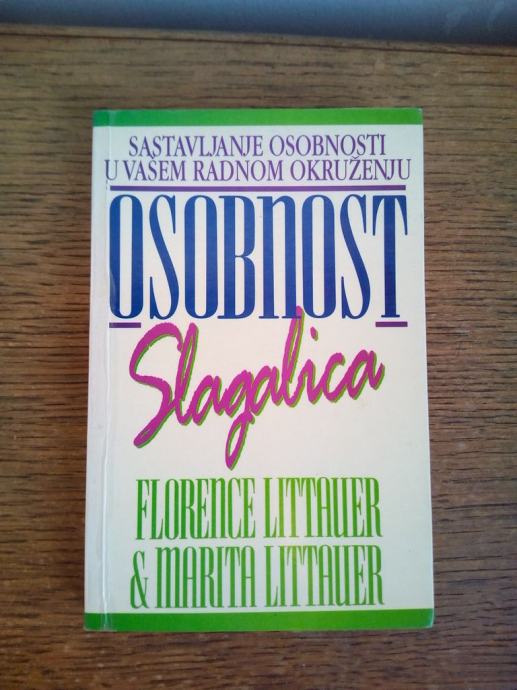 SASTAVLJANJE OSOBNOSTI
U VAŠEM RADNOM OKRUŽENJU
OSOBNOST
Slagalica
FLORENCE LITTAUER
& MARITA LITTAUER